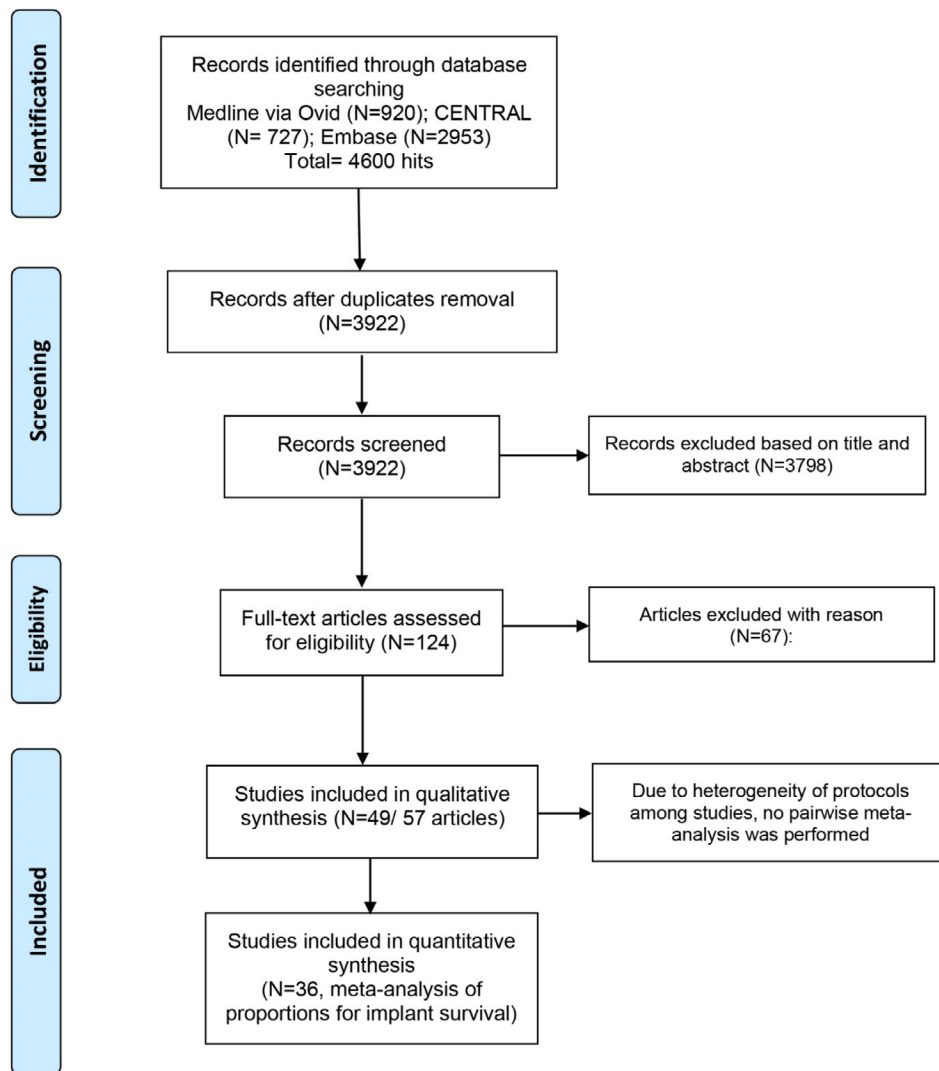 Identification
Records identified through database
searching
Medline via Ovid (N=920); CENTRAL
(N= 727); Embase (N=2953)
Total= 4600 hits
Screening
Records after duplicates removal
(N=3922)
Records screened
(N=3922)
Records excluded based on title and
abstract (N=3798)
Eligibility
Full-text articles assessed
for eligibility (N=124)
Articles excluded with reason
(N=67):
Included
Studies included in qualitative
synthesis (N=49/ 57 articles)
Due to heterogeneity of protocols
among studies, no pairwise meta-
analysis was performed
Studies included in quantitative
synthesis
(N=36, meta-analysis of
proportions for implant survival)